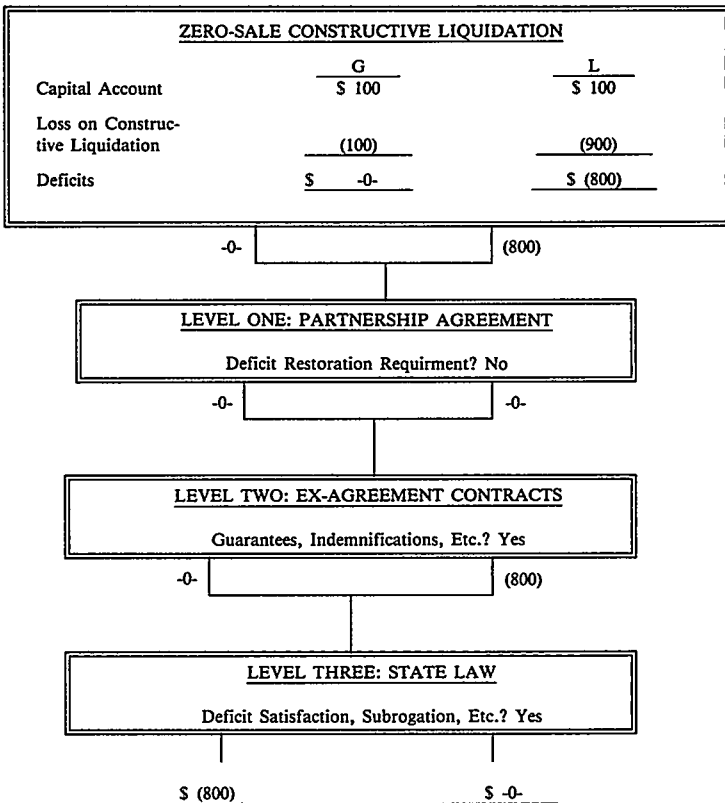 ZERO-SALE CONSTRUCTIVE LIQUIDATION
G L
Capital Account $ 100 $ 100
Loss on Construc-
tive Liquidation (100) (900)
Deficits $ -0- $ (800)
-0- (800)
LEVEL ONE: PARTNERSHIP AGREEMENT
Deficit Restoration Requirment? No
-0- -0-
LEVEL TWO: EX-AGREEMENT CONTRACTS
Guarantees, Indemnifications, Etc.? Yes
-0- (800)
LEVEL THREE: STATE LAW
Deficit Satisfaction, Subrogation, Etc.? Yes
$ (800) $ -0-